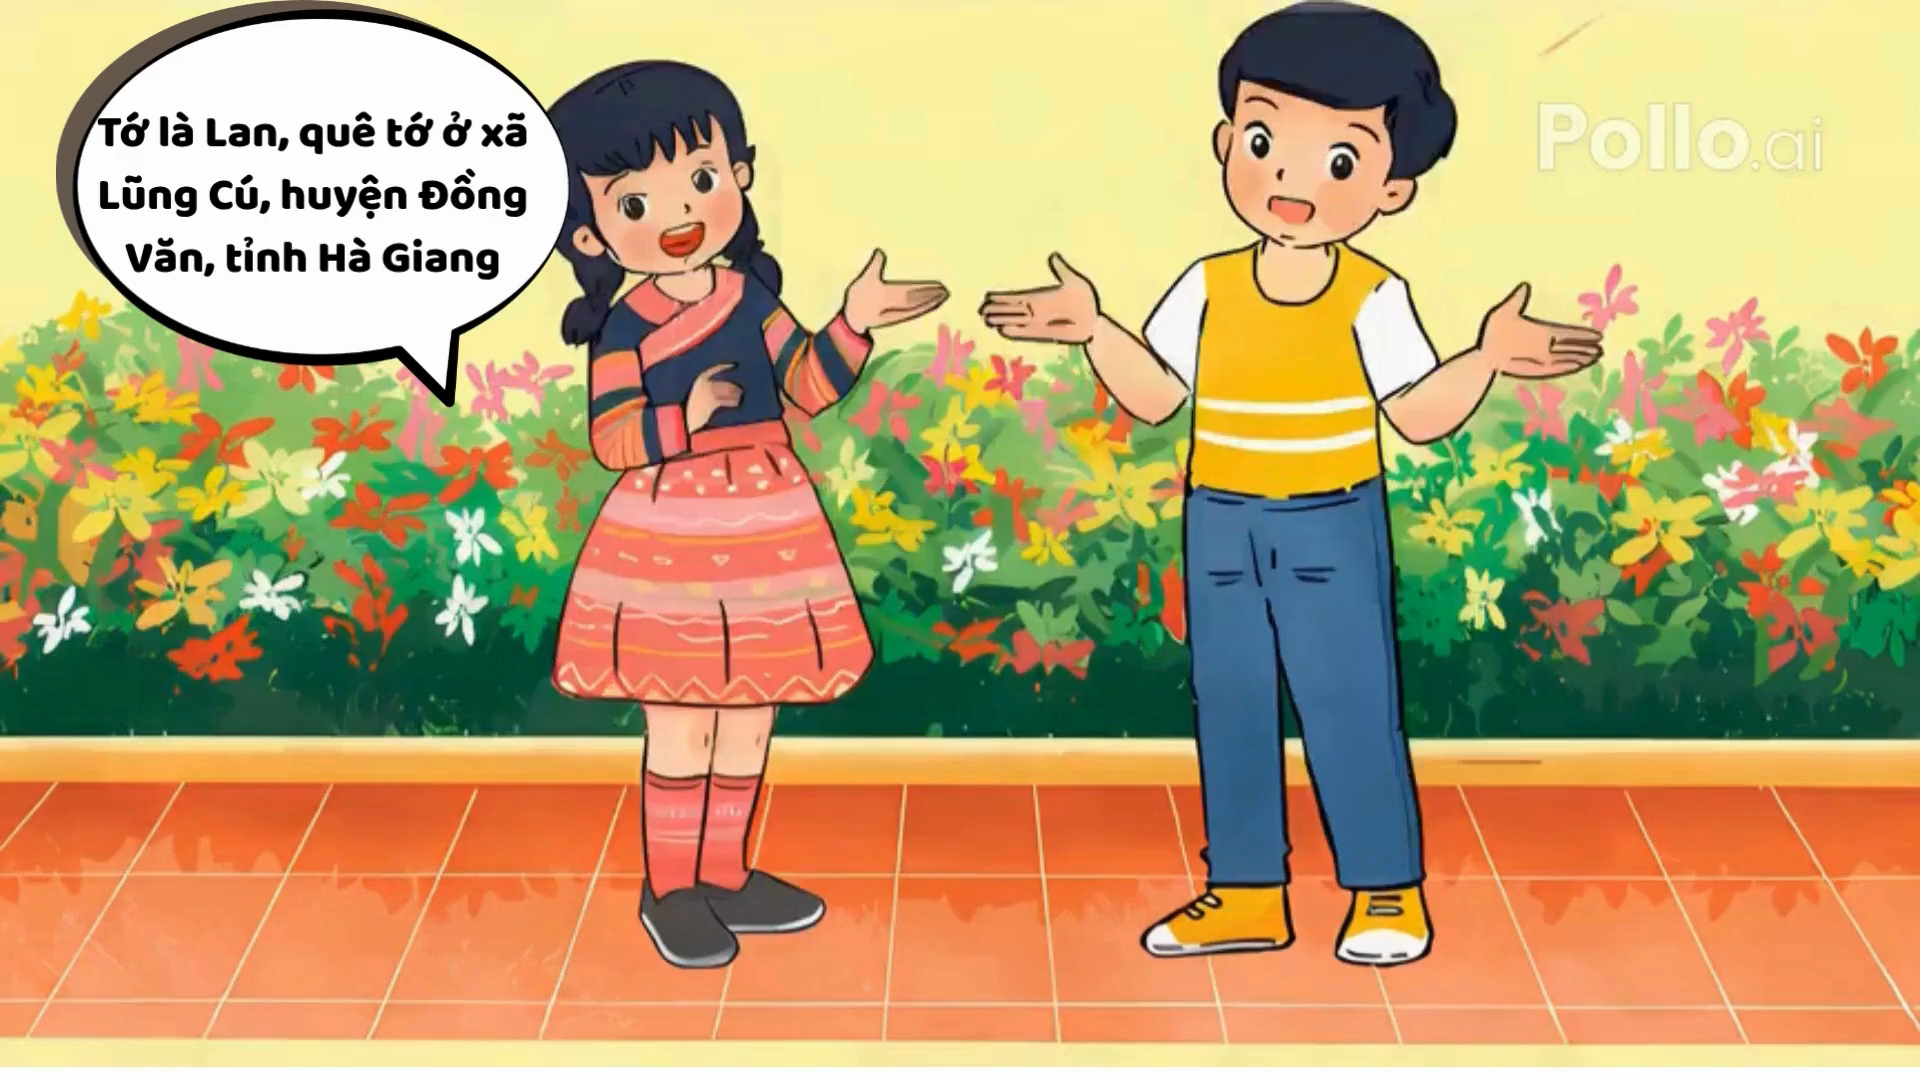 Tớ là Lan, quê tớ ở xã
Lũng Cú, huyện Đồng
Văn, tỉnh Hà Giang
Pollo.ai